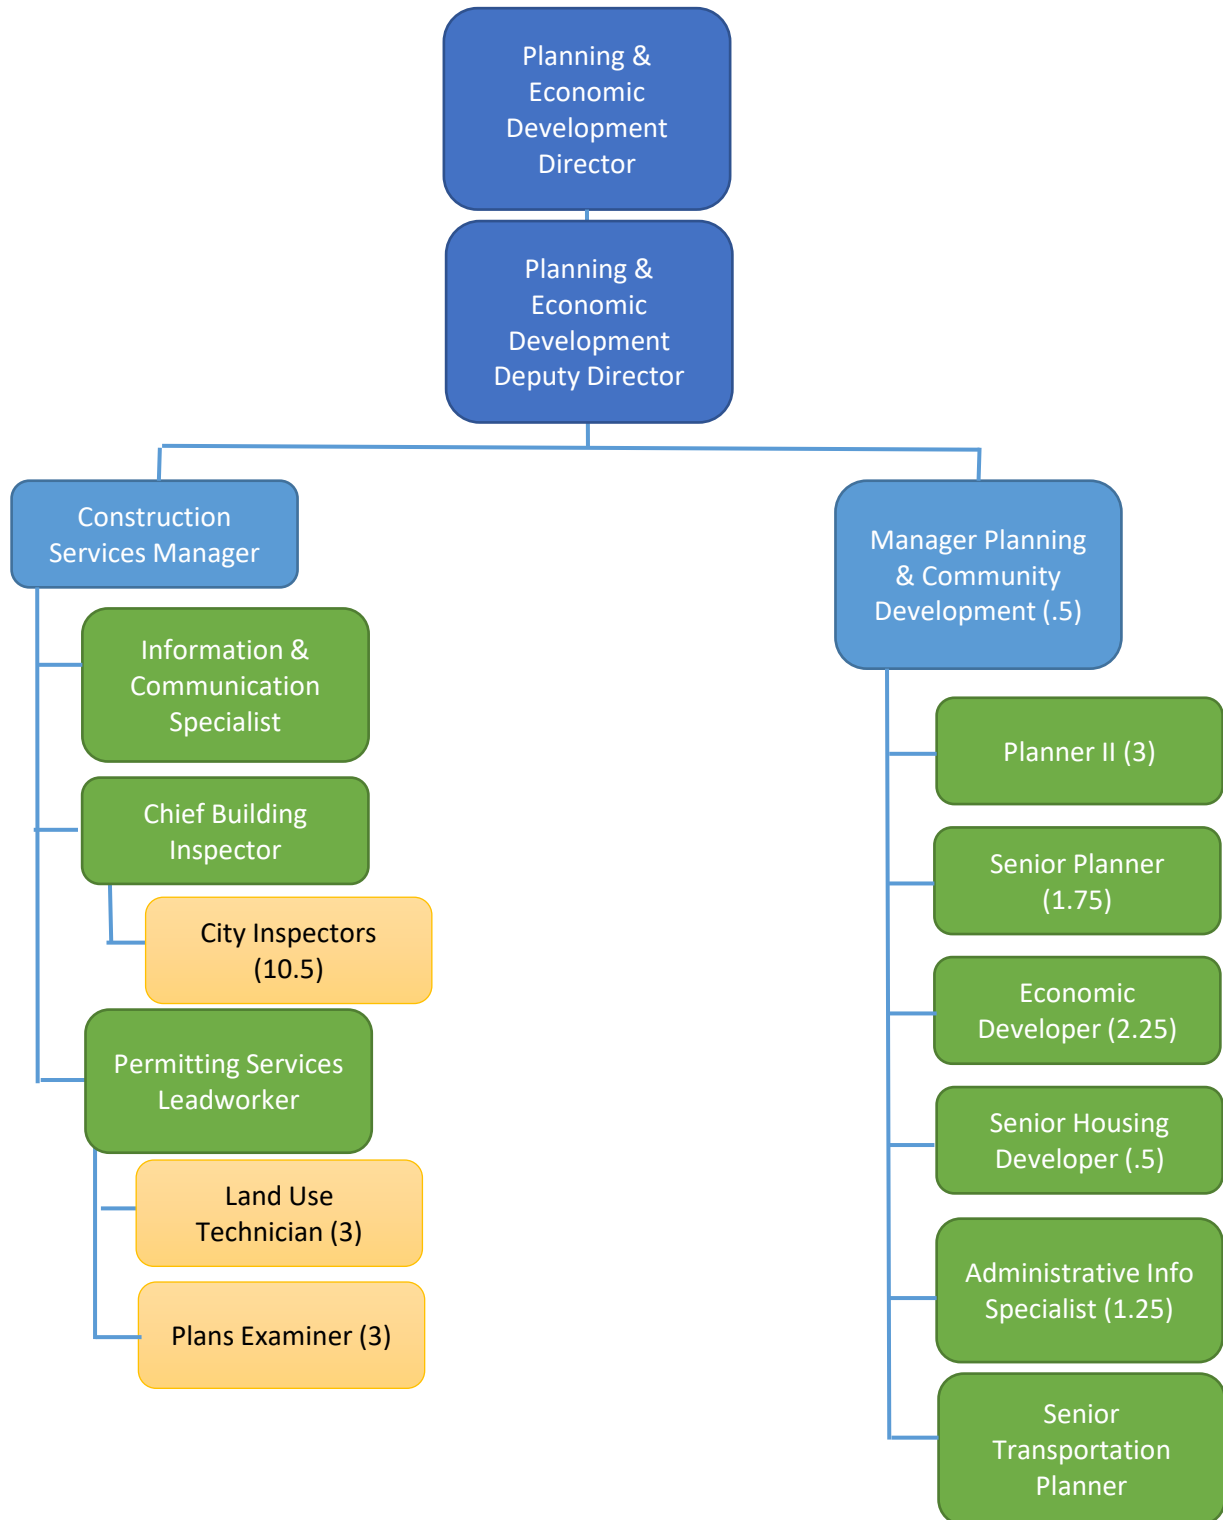 Planning &
Economic
Development
Director
Planning &
Economic
Development
Deputy Director
Construction
Services Manager
Information &
Communication
Specialist
Chief Building
Inspector
City Inspectors
(10.5)
Permitting Services
Leadworker
Land Use
Technician (3)
Plans Examiner (3)
Manager Planning
& Community
Development (.5)
Planner II (3)
Senior Planner
(1.75)
Economic
Developer (2.25)
Senior Housing
Developer (.5)
Administrative Info
Specialist (1.25)
Senior
Transportation
Planner